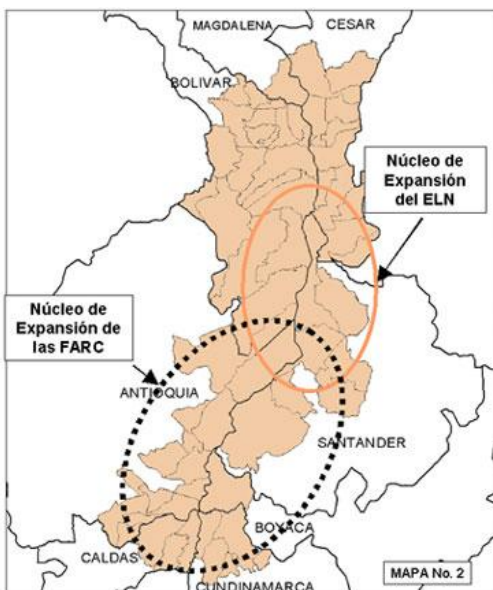 MAGDALENA
CESAR
BOLIVAR
Núcleo de
Expansión
del ELN
Núcleo de
Expansión de
las FARC
ANTIOQUIA
SANTANDER
BOYACA
CALDAS
CUNDINAMARCA
MAPA No. 2